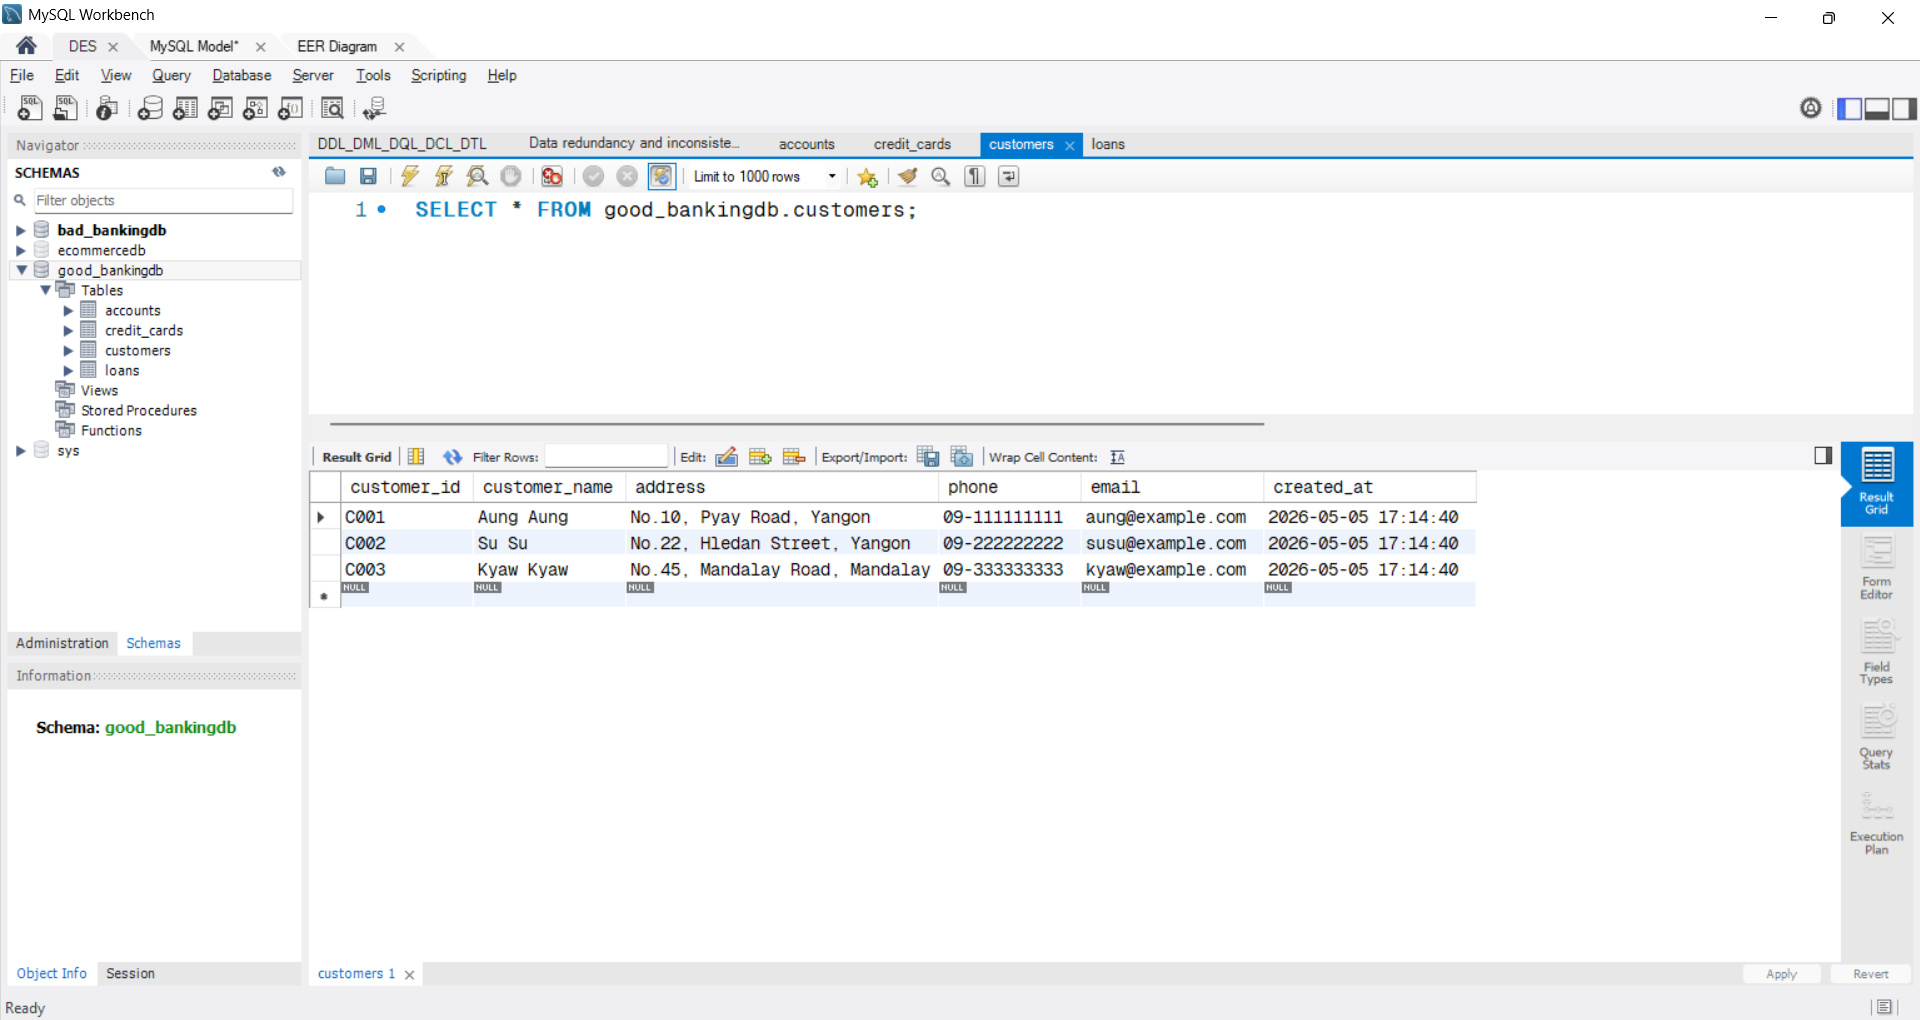 MySQL Workbench
DES
MySQL Model*
EER Diagram
File Edit View Query Database Server Tools Scripting Help
Navigator
SCHEMAS
Filter objects
bad_bankingdb
ecommercedb
good_bankingdb
Tables
accounts
credit_cards
customers
loans
Views
Stored Procedures
Functions
sys
Administration Schemas
Information
Schema: good_bankingdb
Object Info Session
DDL_DML_DQL_DCL_DTL Data redundancy and inconsiste... accounts credit_cards customers loans
Limit to 1000 rows
1 SELECT * FROM good_bankingdb.customers;
Result Grid Filter Rows: Edit: Export/Import: Wrap Cell Content:
customer_id customer_name address phone email created_at
C001 Aung Aung No.10, Pyay Road, Yangon 09-111111111 aung@example.com 2026-05-05 17:14:40
C002 Su Su No.22, Hledan Street, Yangon 09-222222222 susu@example.com 2026-05-05 17:14:40
C003 Kyaw Kyaw No.45, Mandalay Road, Mandalay 09-333333333 kyaw@example.com 2026-05-05 17:14:40
NULL NULL NULL NULL NULL NULL
Result
Grid
Form
Editor
Field
Types
Query
Stats
Execution
Plan
customers 1
Apply Revert
Ready